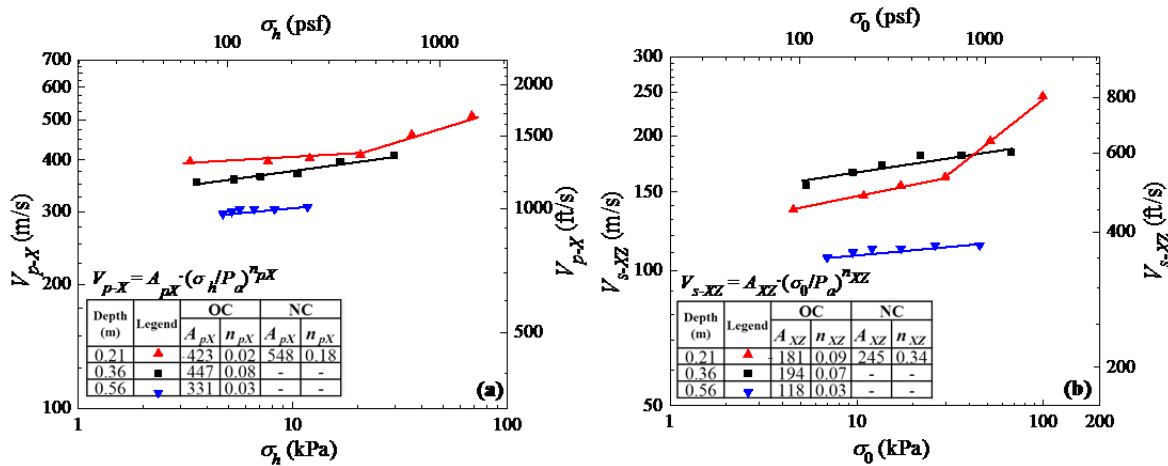 σh̄ (psf)
100 1000
700
600
500
400
300
200
100
2000
1500
1000
500
Vp-X (m/s)
Vp-X (ft/s)
Vp-X = ApX·(σh̄/Pa)^npX
Depth (m) Legend OC NC
ApX npX ApX npX
0.21 423 0.02 548 0.18
0.36 447 0.08 - -
0.56 331 0.03 - -
(a)
1 10 100
σh̄ (kPa)
σ0 (psf)
100 1000
300
250
200
150
100
50
800
600
400
200
Vs-XZ (m/s)
Vs-XZ (ft/s)
Vs-XZ = AXZ·(σ0/Pa)^nXZ
Depth (m) Legend OC NC
AXZ nXZ AXZ nXZ
0.21 181 0.09 245 0.34
0.36 194 0.07 - -
0.56 118 0.03 - -
(b)
1 10 100 200
σ0 (kPa)